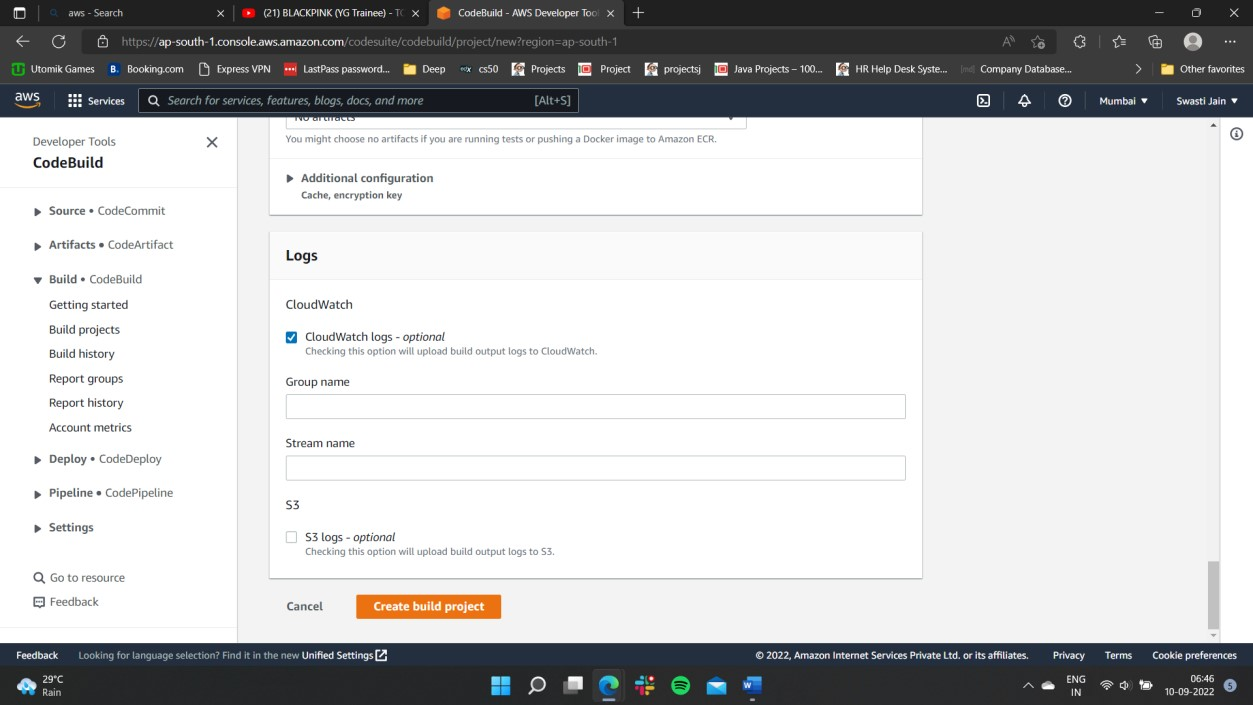 aws - Search
(21) BLACKPINK (YG Trainee) - TO
CodeBuild - AWS Developer Tool
https://ap-south-1.console.aws.amazon.com/codesuite/codebuild/project/new?region=ap-south-1
Utomik Games
B. Booking.com
Express VPN
LastPass password...
Deep
cs50
Projects
Project
projectsj
Java Projects – 100...
HR Help Desk Syste...
Company Database...
Other favorites
aws
Services
Search for services, features, blogs, docs, and more
[Alt+S]
Mumbai
Swasti Jain
Developer Tools
CodeBuild
Source • CodeCommit
Artifacts • CodeArtifact
Build • CodeBuild
Getting started
Build projects
Build history
Report groups
Report history
Account metrics
Deploy • CodeDeploy
Pipeline • CodePipeline
Settings
Go to resource
Feedback
No artifacts
You might choose no artifacts if you are running tests or pushing a Docker image to Amazon ECR.
Additional configuration
Cache, encryption key
Logs
CloudWatch
CloudWatch logs - optional
Checking this option will upload build output logs to CloudWatch.
Group name
Stream name
S3
S3 logs - optional
Checking this option will upload build output logs to S3.
Cancel
Create build project
Feedback
Looking for language selection? Find it in the new Unified Settings
© 2022, Amazon Internet Services Private Ltd. or its affiliates.
Privacy
Terms
Cookie preferences
29°C
Rain
ENG
IN
06:46
10-09-2022
5